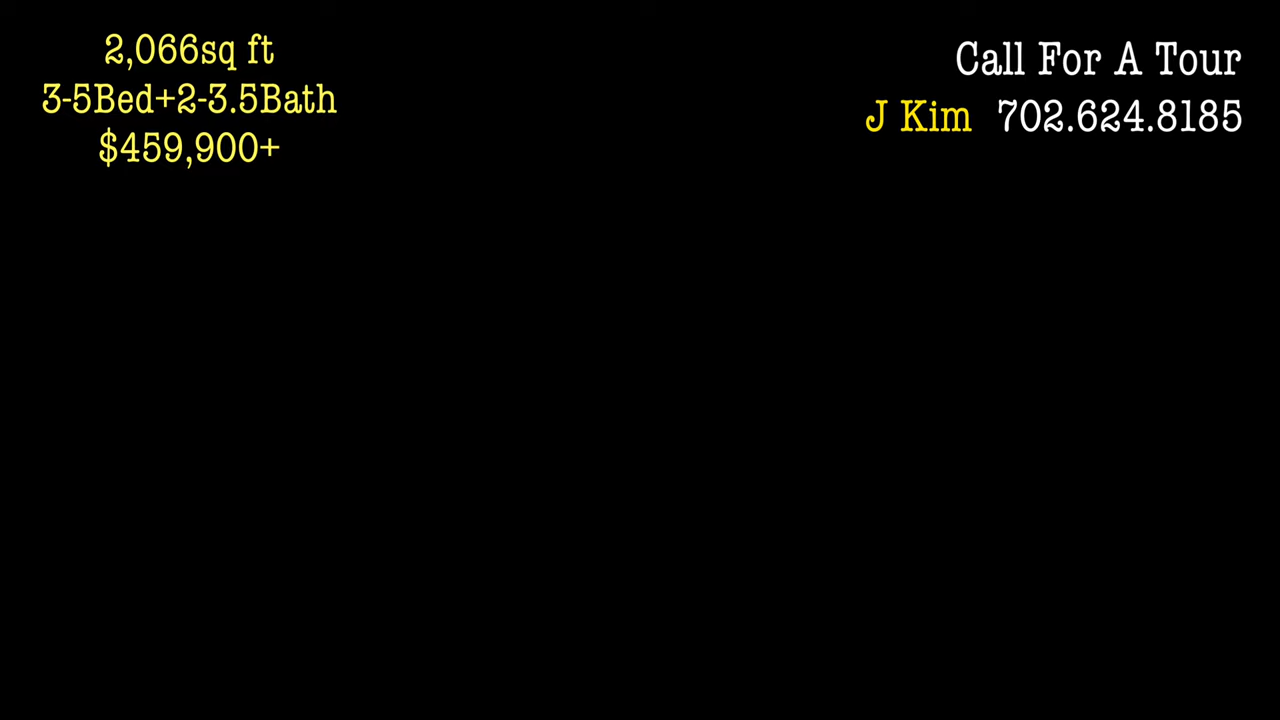 2,066sq ft
3-5Bed+2-3.5Bath
$459,900+
Call For A Tour
J Kim 702.624.8185